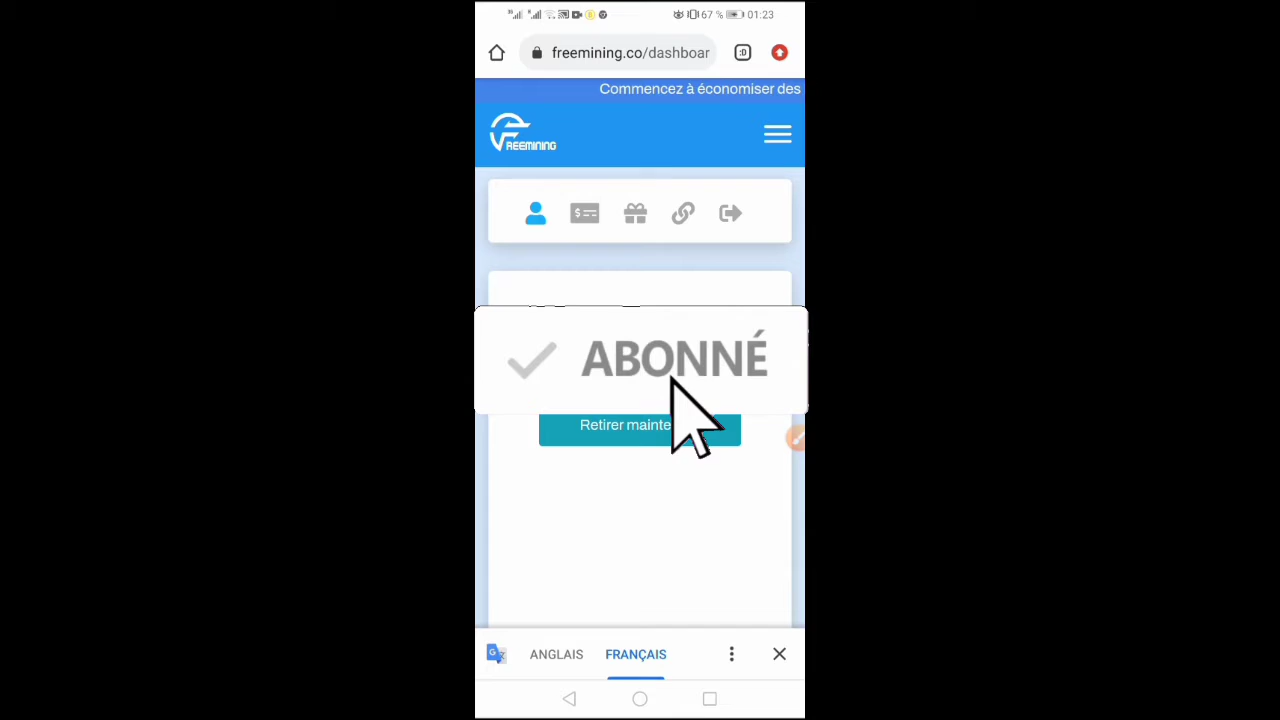 67 % 01:23
freemining.co/dashboar
:D
Commencez à économiser des
REEMINING
ABONNÉ
Retirer mainte
ANGLAIS FRANÇAIS